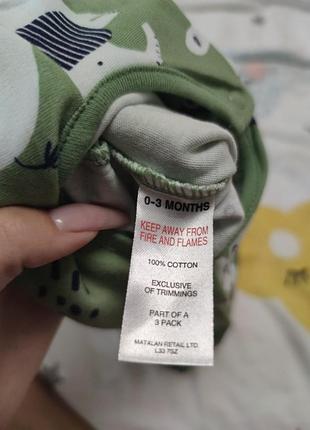 0-3 MONTHS
KEEP AWAY FROM
FIRE AND FLAMES
100% COTTON
EXCLUSIVE
OF TRIMMINGS
PART OF A
3 PACK
MATALAN RETAIL LTD.
L33 7SZ